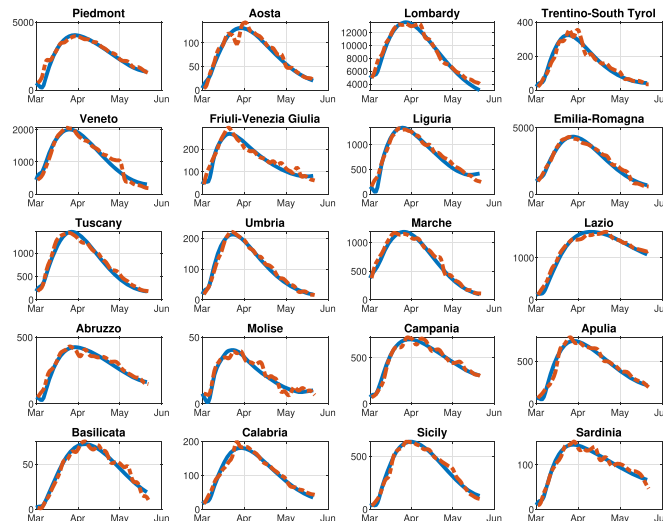 Piedmont Aosta Lombardy Trentino-South Tyrol
5000 100 50 0 12000 10000 8000 6000 4000 400 200 0
0
Mar Apr May Jun Mar Apr May Jun Mar Apr May Jun Mar Apr May
Veneto Friuli-Venezia Giulia Liguria Emilia-Romagna
2000 1000 0 200 100 0 1000 500 0 5000 0
Mar Apr May Jun Mar Apr May Jun Mar Apr May Jun Mar Apr May
Tuscany Umbria Marche Lazio
1000 500 0 200 100 0 1000 500 0 1000 0
Mar Apr May Jun Mar Apr May Jun Mar Apr May Jun Mar Apr May
Abruzzo Molise Campania Apulia
500 0 50 0 500 0 500 0
Mar Apr May Jun Mar Apr May Jun Mar Apr May Jun Mar Apr May
Basilicata Calabria Sicily Sardinia
50 0 200 100 0 500 0 100 0
Mar Apr May Jun Mar Apr May Jun Mar Apr May Jun Mar Apr May